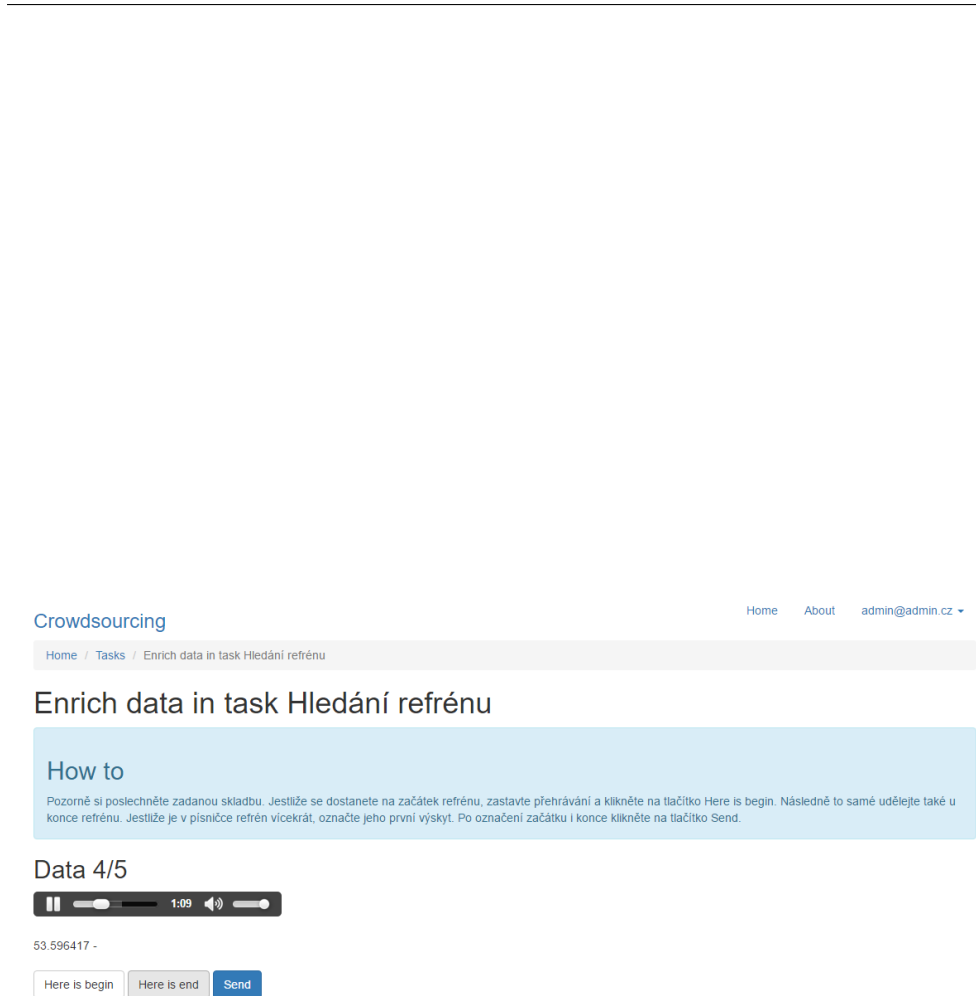 Crowdsourcing
Home About admin@admin.cz
Home / Tasks / Enrich data in task Hledání refrénu
Enrich data in task Hledání refrénu
How to
Pozorně si poslechněte zadanou skladbu. Jestliže se dostanete na začátek refrénu, zastavte přehrávání a klikněte na tlačítko Here is begin. Následně to samé udělejte také u
konce refrénu. Jestliže je v písničce refrén vícekrát, označte jeho první výskyt. Po označení začátku i konce klikněte na tlačítko Send.
Data 4/5
1:09
53.596417 -
Here is begin Here is end Send